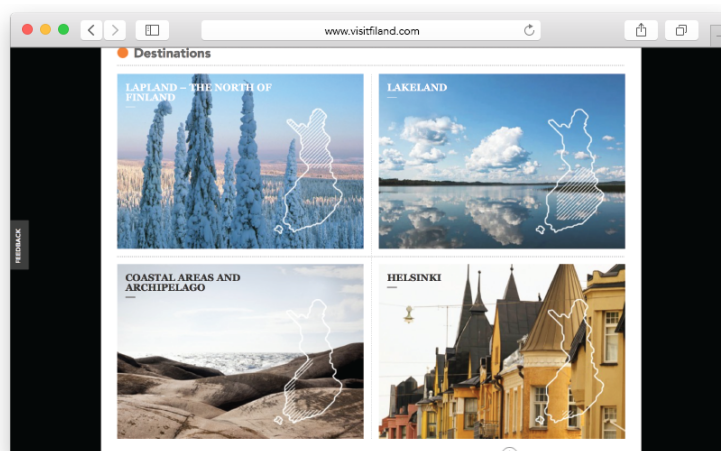 www.visitfiland.com
Destinations
LAPLAND – THE NORTH OF
FINLAND
LAKELAND
FEEDBACK
COASTAL AREAS AND
ARCHIPELAGO
HELSINKI